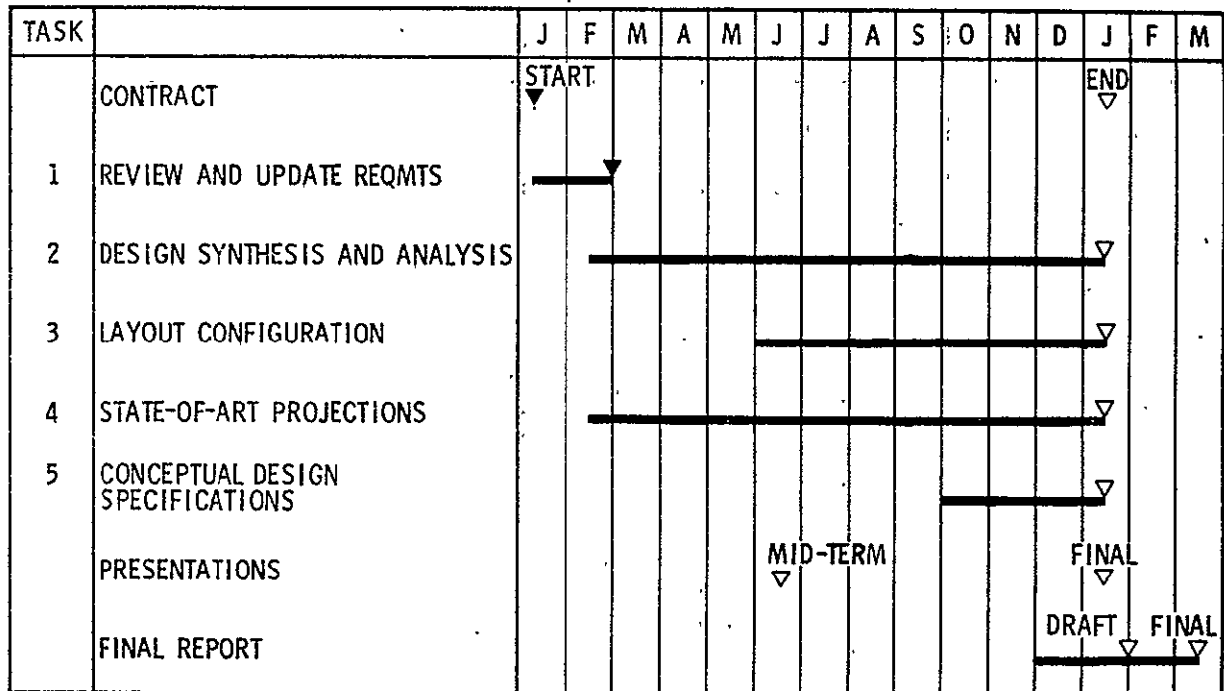 TASK J F M A M J J A S O N D J F M
START END
CONTRACT
1 REVIEW AND UPDATE REQMTS
2 DESIGN SYNTHESIS AND ANALYSIS
3 LAYOUT CONFIGURATION
4 STATE-OF-ART PROJECTIONS
5 CONCEPTUAL DESIGN
SPECIFICATIONS
MID-TERM FINAL
PRESENTATIONS
DRAFT FINAL
FINAL REPORT